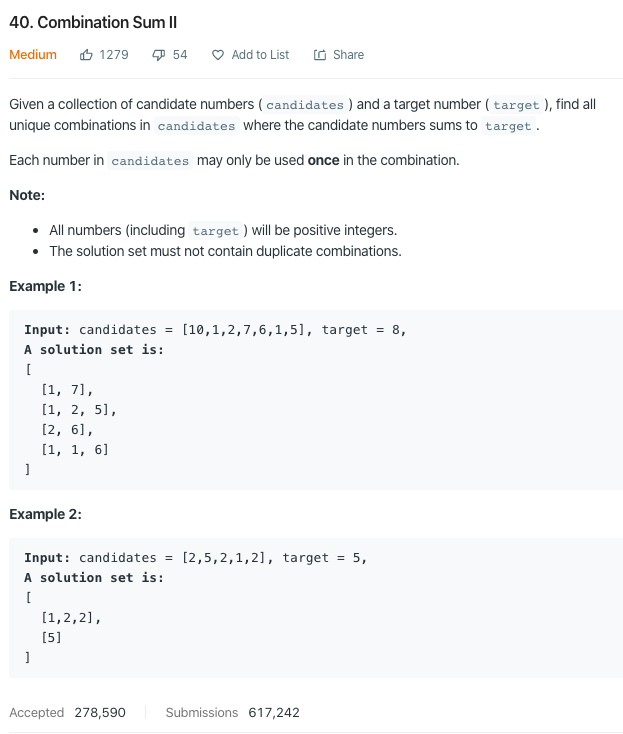 40. Combination Sum II
Medium 1279 54 Add to List Share
Given a collection of candidate numbers ( candidates ) and a target number ( target ), find all
unique combinations in candidates where the candidate numbers sums to target .
Each number in candidates may only be used once in the combination.
Note:
• All numbers (including target ) will be positive integers.
• The solution set must not contain duplicate combinations.
Example 1:
Input: candidates = [10,1,2,7,6,1,5], target = 8,
A solution set is:
[
[1, 7],
[1, 2, 5],
[2, 6],
[1, 1, 6]
]
Example 2:
Input: candidates = [2,5,2,1,2], target = 5,
A solution set is:
[
[1,2,2],
[5]
]
Accepted 278,590 Submissions 617,242